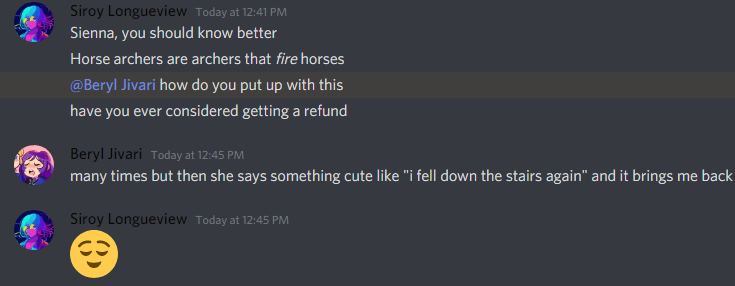 Siroy Longueview Today at 12:41 PM
Sienna, you should know better
Horse archers are archers that fire horses
@Beryl Jivari how do you put up with this
have you ever considered getting a refund
Beryl Jivari Today at 12:45 PM
many times but then she says something cute like "i fell down the stairs again" and it brings me back
Siroy Longueview Today at 12:45 PM